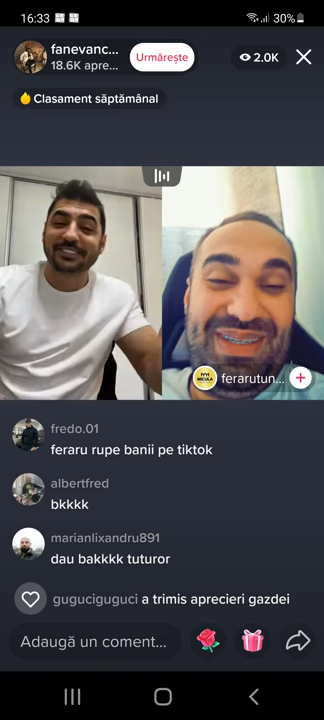 16:33
30%
fanevanc...
18.6K apre...
Urmărește
2.0K
Clasament săptămânal
ferarutun...
fredo.01
feraru rupe banii pe tiktok
albertfred
bkkkk
marianlixandru891
dau bakkkk tuturor
guguciguguci a trimis aprecieri gazdei
Adaugă un coment...